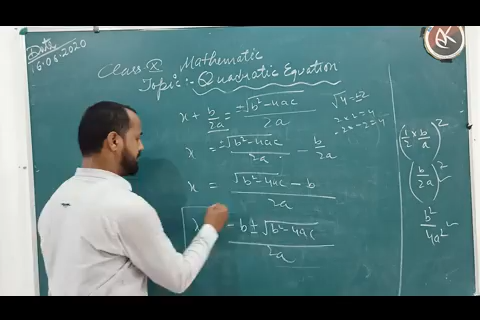 Date
16.06.2020
Class X Mathematic
Topic:- Quadratic Equation
x + b/2a = ±√b²-4ac / 2a
x = ±√b²-4ac / 2a - b/2a
x = √b²-4ac - b / 2a
x = -b ± √b²-4ac / 2a
√4 = ±2
2 x 2 = 4
-2 x -2 = 4
(1/2 x b/a)²
(b/2a)²
b²/4a²